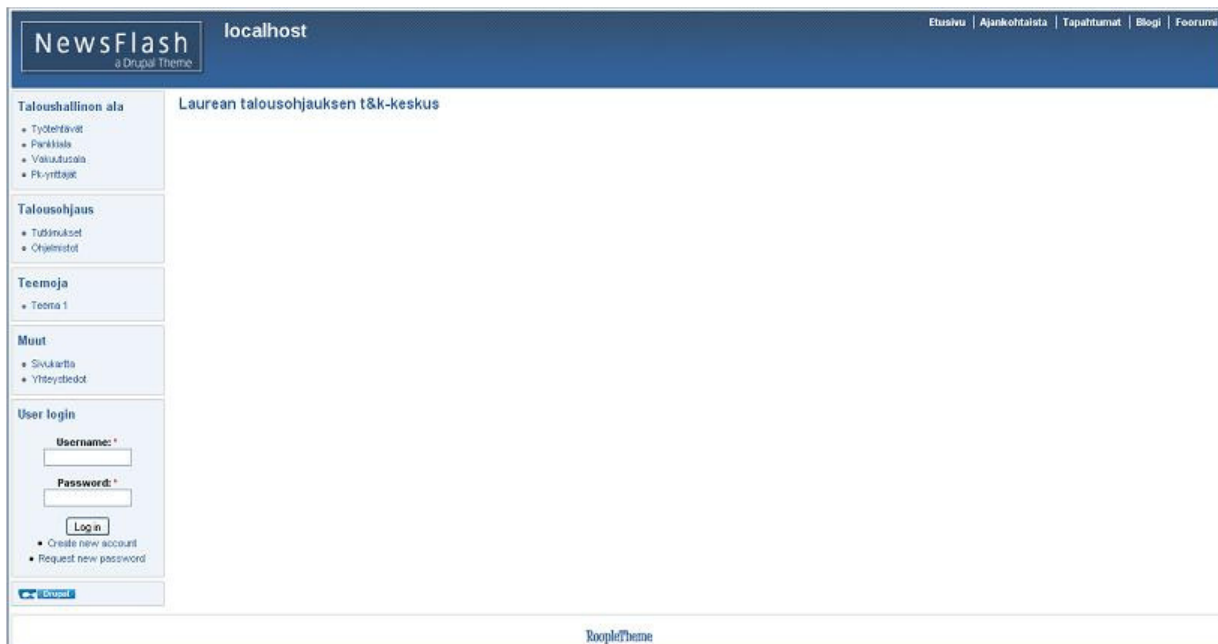 NewsFlash
a Drupal Theme
localhost
Etusivu | Ajankohtaista | Tapahtumat | Blogi | Foorumi
Taloushallinon ala
Työtehtävät
Pankkiala
Vakuutusala
Pk-yrittäjät
Talousohjaus
Tutkimukset
Ohjelmistot
Teemoja
Teema 1
Muut
Sivukartta
Yhteystiedot
User login
Username: *
Password: *
Log in
Create new account
Request new password
Drupal
Laurean talousohjauksen t&k-keskus
RoopleTheme